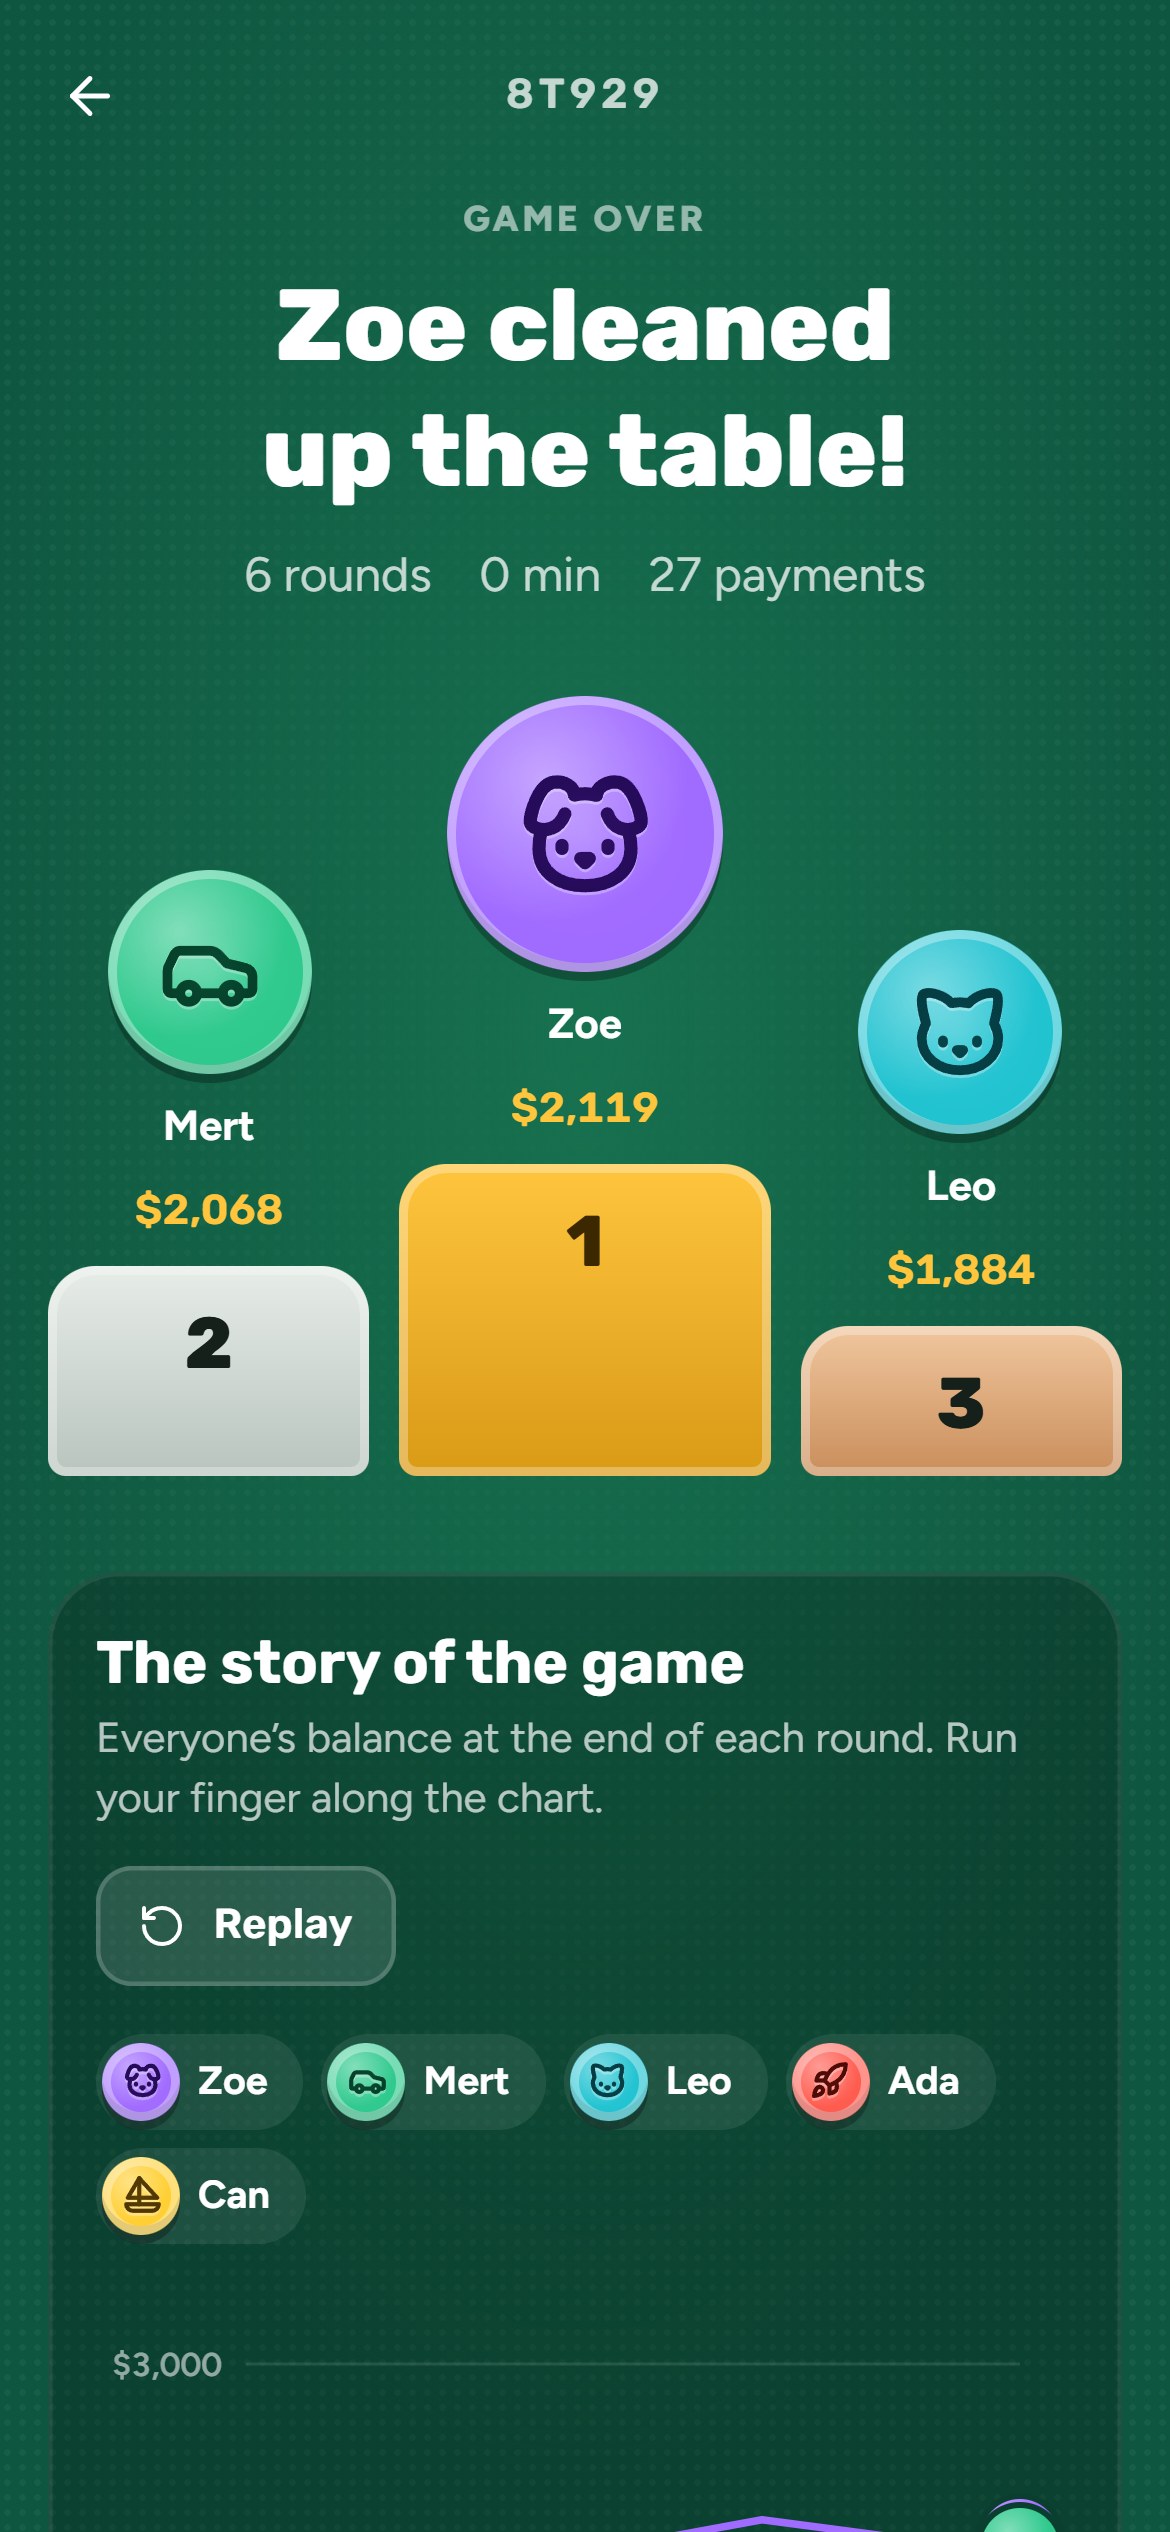 8T929
GAME OVER
Zoe cleaned
up the table!
6 rounds 0 min 27 payments
Zoe
$2,119
Mert
$2,068
Leo
$1,884
1
2
3
The story of the game
Everyone’s balance at the end of each round. Run
your finger along the chart.
Replay
Zoe Mert Leo Ada
Can
$3,000